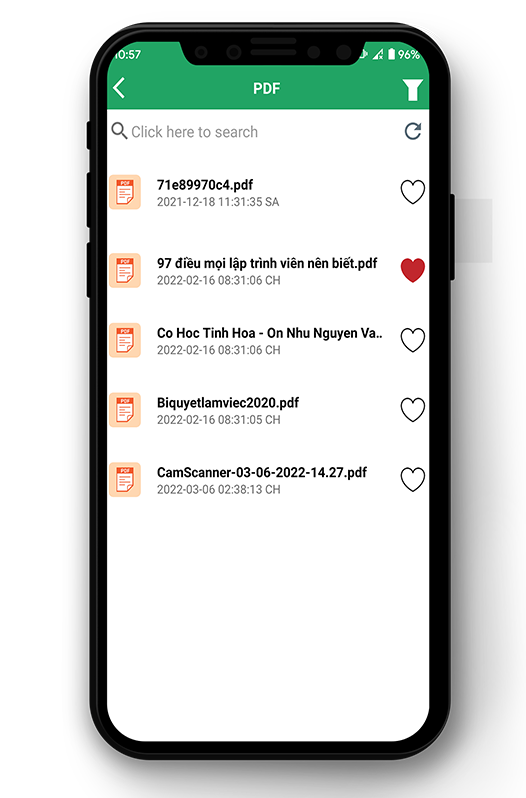 10:57
96%
PDF
Click here to search
PDF
71e89970c4.pdf
2021-12-18 11:31:35 SA
PDF
97 điều mọi lập trình viên nên biết.pdf
2022-02-16 08:31:06 CH
PDF
Co Hoc Tinh Hoa - On Nhu Nguyen Va..
2022-02-16 08:31:06 CH
PDF
Biquyetlamviec2020.pdf
2022-02-16 08:31:05 CH
PDF
CamScanner-03-06-2022-14.27.pdf
2022-03-06 02:38:13 CH